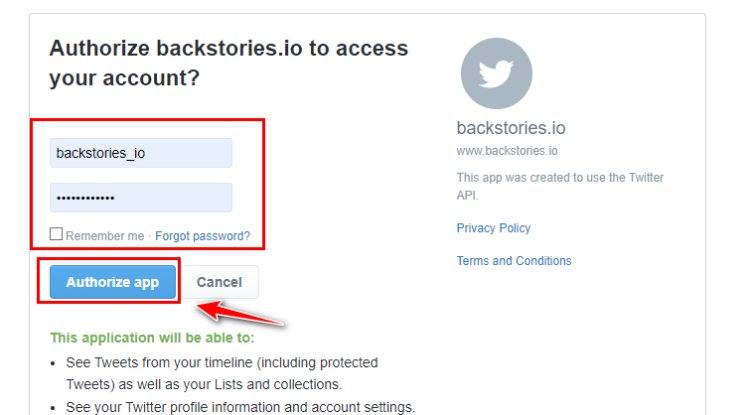 Authorize backstories.io to access
your account?
backstories_io
••••••••••••
Remember me · Forgot password?
Authorize app
Cancel
This application will be able to:
• See Tweets from your timeline (including protected
Tweets) as well as your Lists and collections.
• See your Twitter profile information and account settings.
backstories.io
www.backstories.io
This app was created to use the Twitter
API.
Privacy Policy
Terms and Conditions